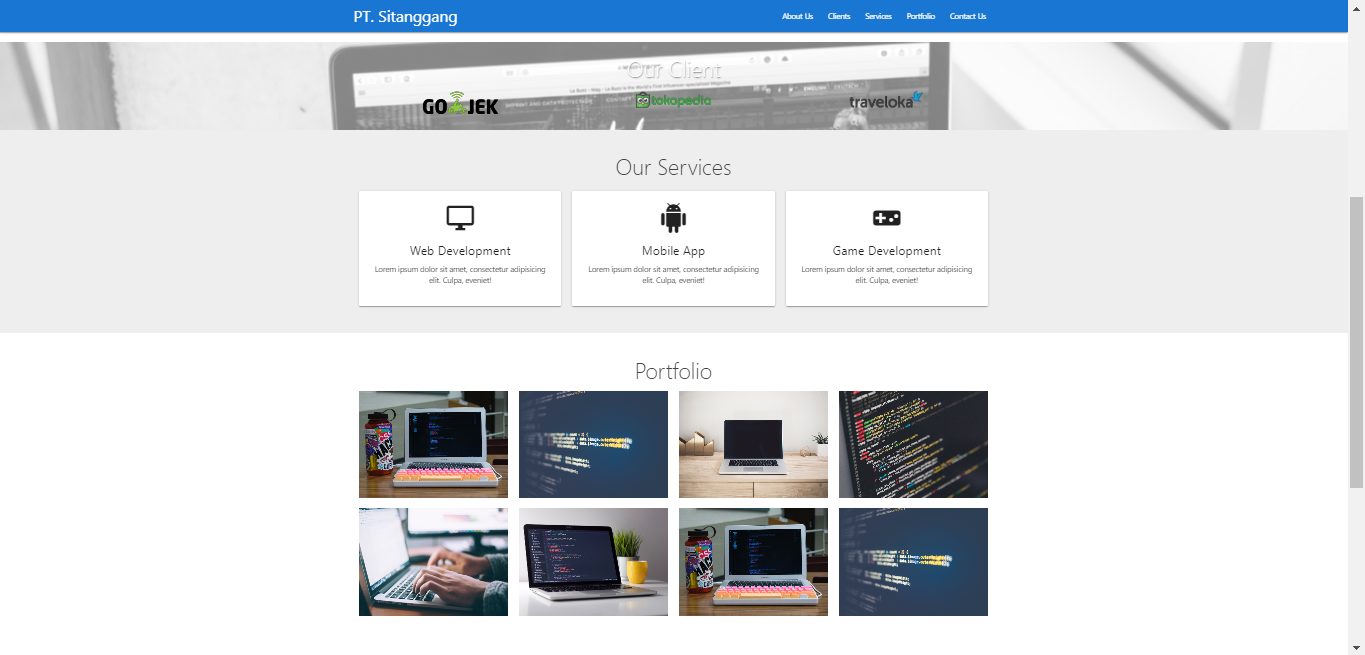 PT. Sitanggang
About Us Clients Services Portfolio Contact Us
Our Client
GO JEK tokopedia traveloka
Our Services
Web Development Mobile App Game Development
Lorem ipsum dolor sit amet, consectetur adipisicing Lorem ipsum dolor sit amet, consectetur adipisicing Lorem ipsum dolor sit amet, consectetur adipisicing
elit. Culpa, eveniet! elit. Culpa, eveniet! elit. Culpa, eveniet!
Portfolio